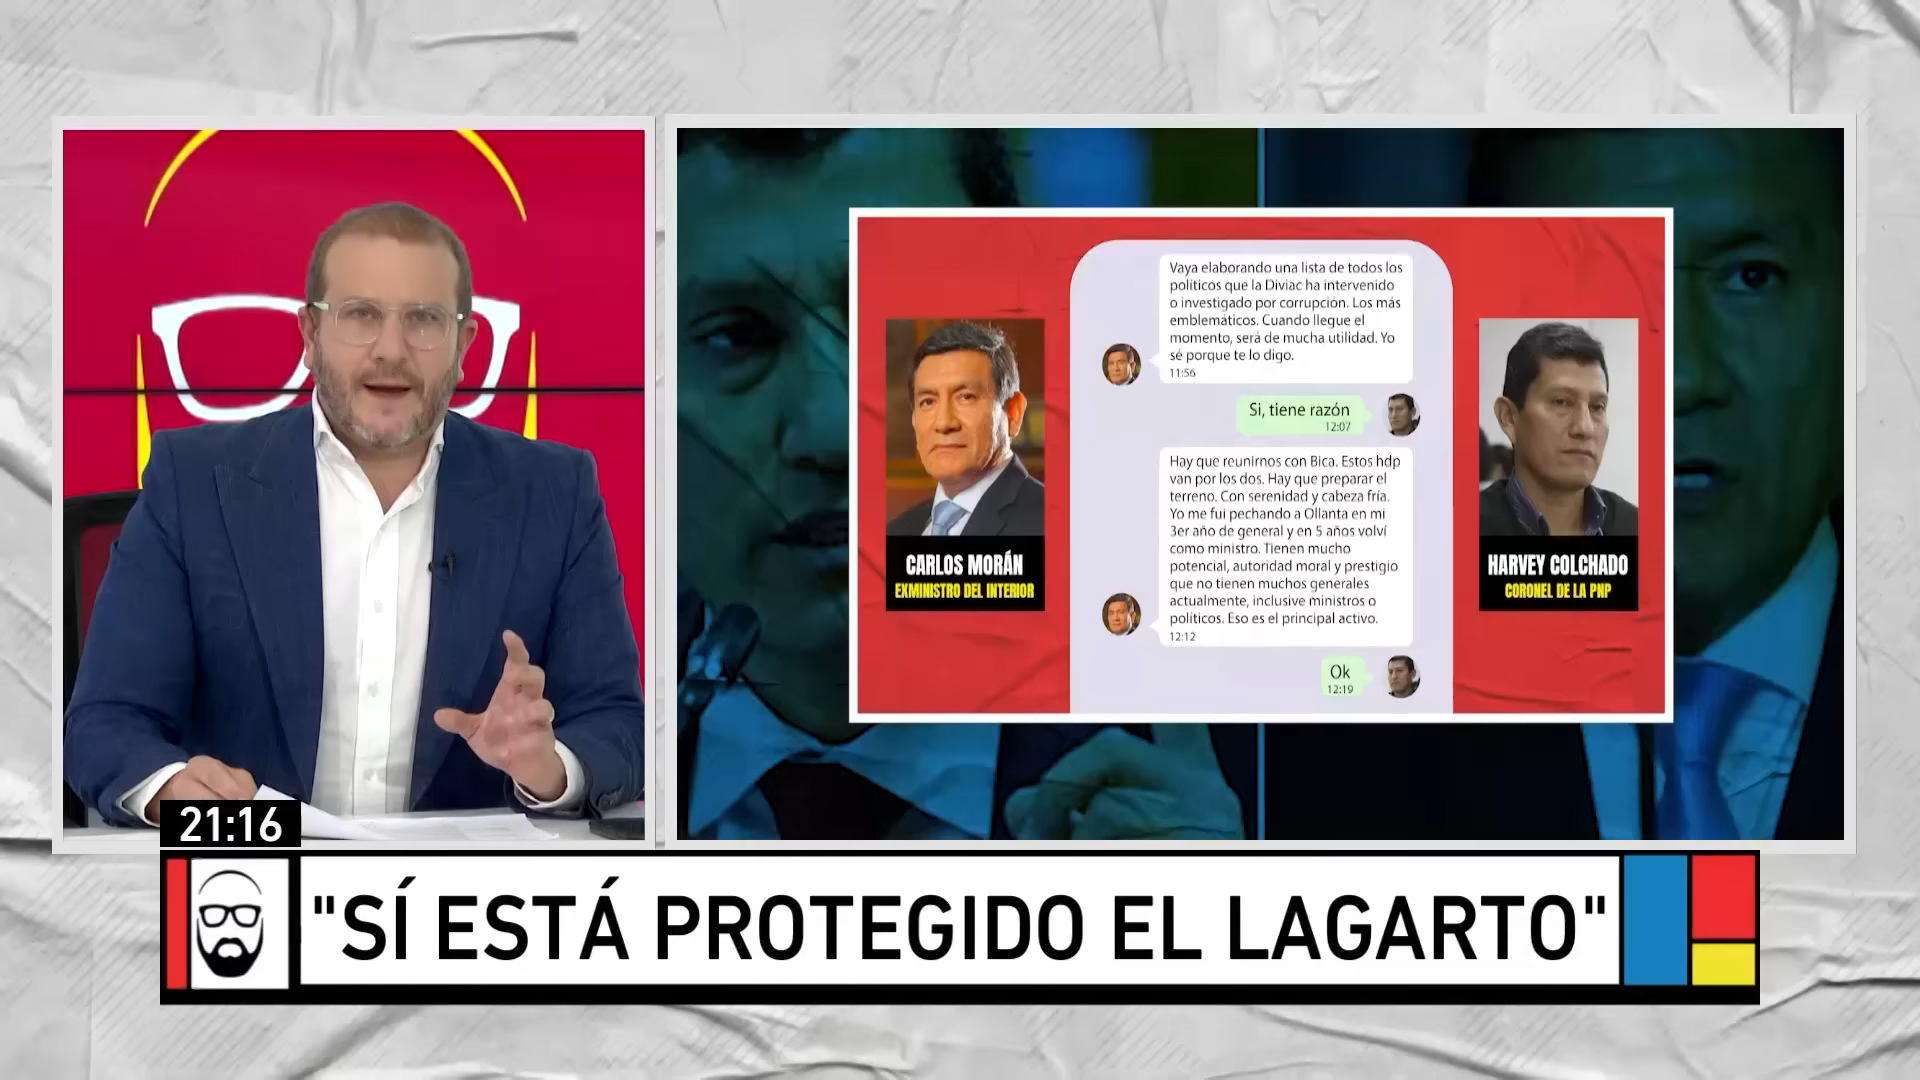 Vaya elaborando una lista de todos los
políticos que la Diviac ha intervenido
o investigado por corrupción. Los más
emblemáticos. Cuando llegue el
momento, será de mucha utilidad. Yo
sé porque te lo digo.
11:56
Si, tiene razón
12:07
Hay que reunirnos con Bica. Estos hdp
van por los dos. Hay que preparar el
terreno. Con serenidad y cabeza fría.
Yo me fui pechando a Ollanta en mi
3er año de general y en 5 años volví
como ministro. Tienen mucho
potencial, autoridad moral y prestigio
que no tienen muchos generales
actualmente, inclusive ministros o
políticos. Eso es el principal activo.
12:12
Ok
12:19
CARLOS MORÁN
EXMINISTRO DEL INTERIOR
HARVEY COLCHADO
CORONEL DE LA PNP
21:16
"SÍ ESTÁ PROTEGIDO EL LAGARTO"